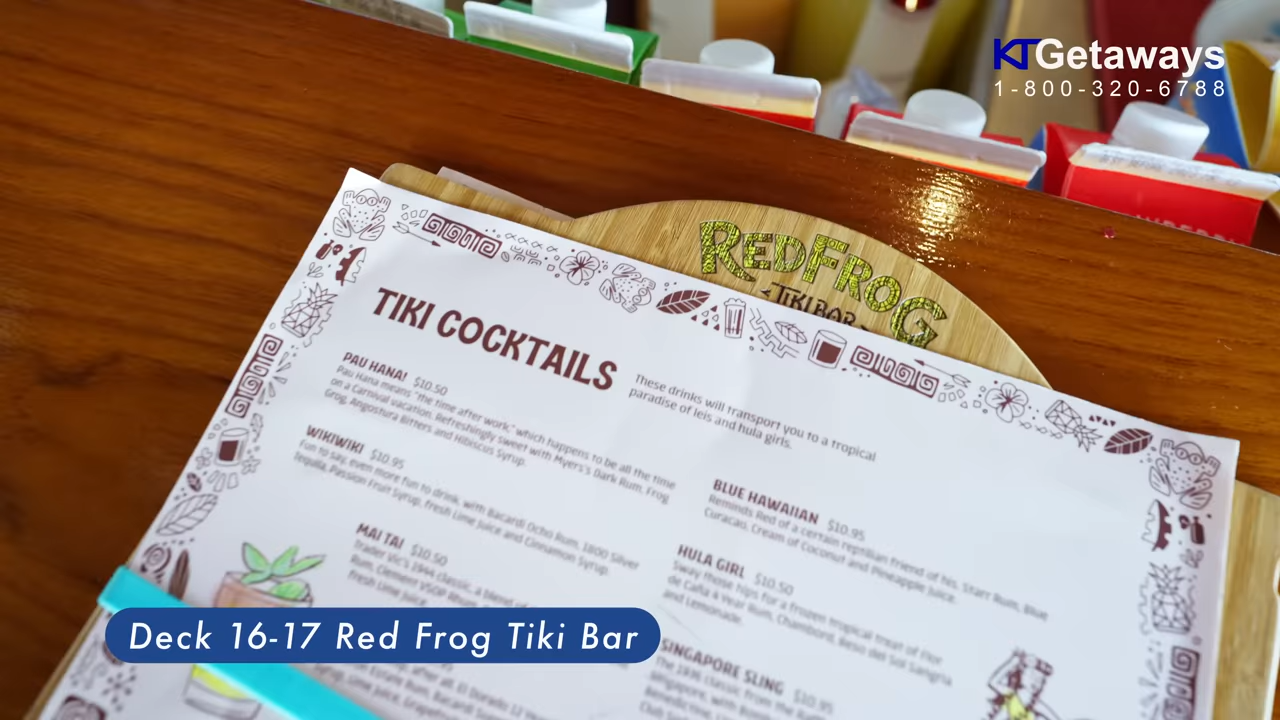 KTGetaways
1-800-320-6788
REDFROG
TIKI BAR
TIKI COCKTAILS
These drinks will transport you to a tropical
paradise of leis and hula girls.
PAU HANA! $10.50
Pau Hana means "the time after work," which happens to be all the time
on a Carnival vacation. Refreshingly sweet with Myers's Dark Rum, Frog
Grog, Angostura Bitters and Hibiscus Syrup.
WIKIWIKI $10.95
Fun to say, even more fun to drink, with Bacardi Ocho Rum, 1800 Silver
Tequila, Passion Fruit Syrup, fresh Lime Juice and Cinnamon Syrup.
MAI TAI $10.50
Trader Vic's 1944 classic, a blend of
Rum, Clement VSOP Rhum
fresh Lime Juice
BLUE HAWAIIAN $10.95
Reminds Red of a certain reptilian friend of his. Starr Rum, Blue
Curacao, Cream of Coconut and Pineapple Juice.
HULA GIRL $10.50
Sway those hips for a frozen tropical treat of Flor
de Caña 4 Year Rum, Chambord, Beso del Sol Sangria
and Lemonade.
SINGAPORE SLING $10.95
The 1936 classic from the
Singapore, with
Club
Deck 16-17 Red Frog Tiki Bar